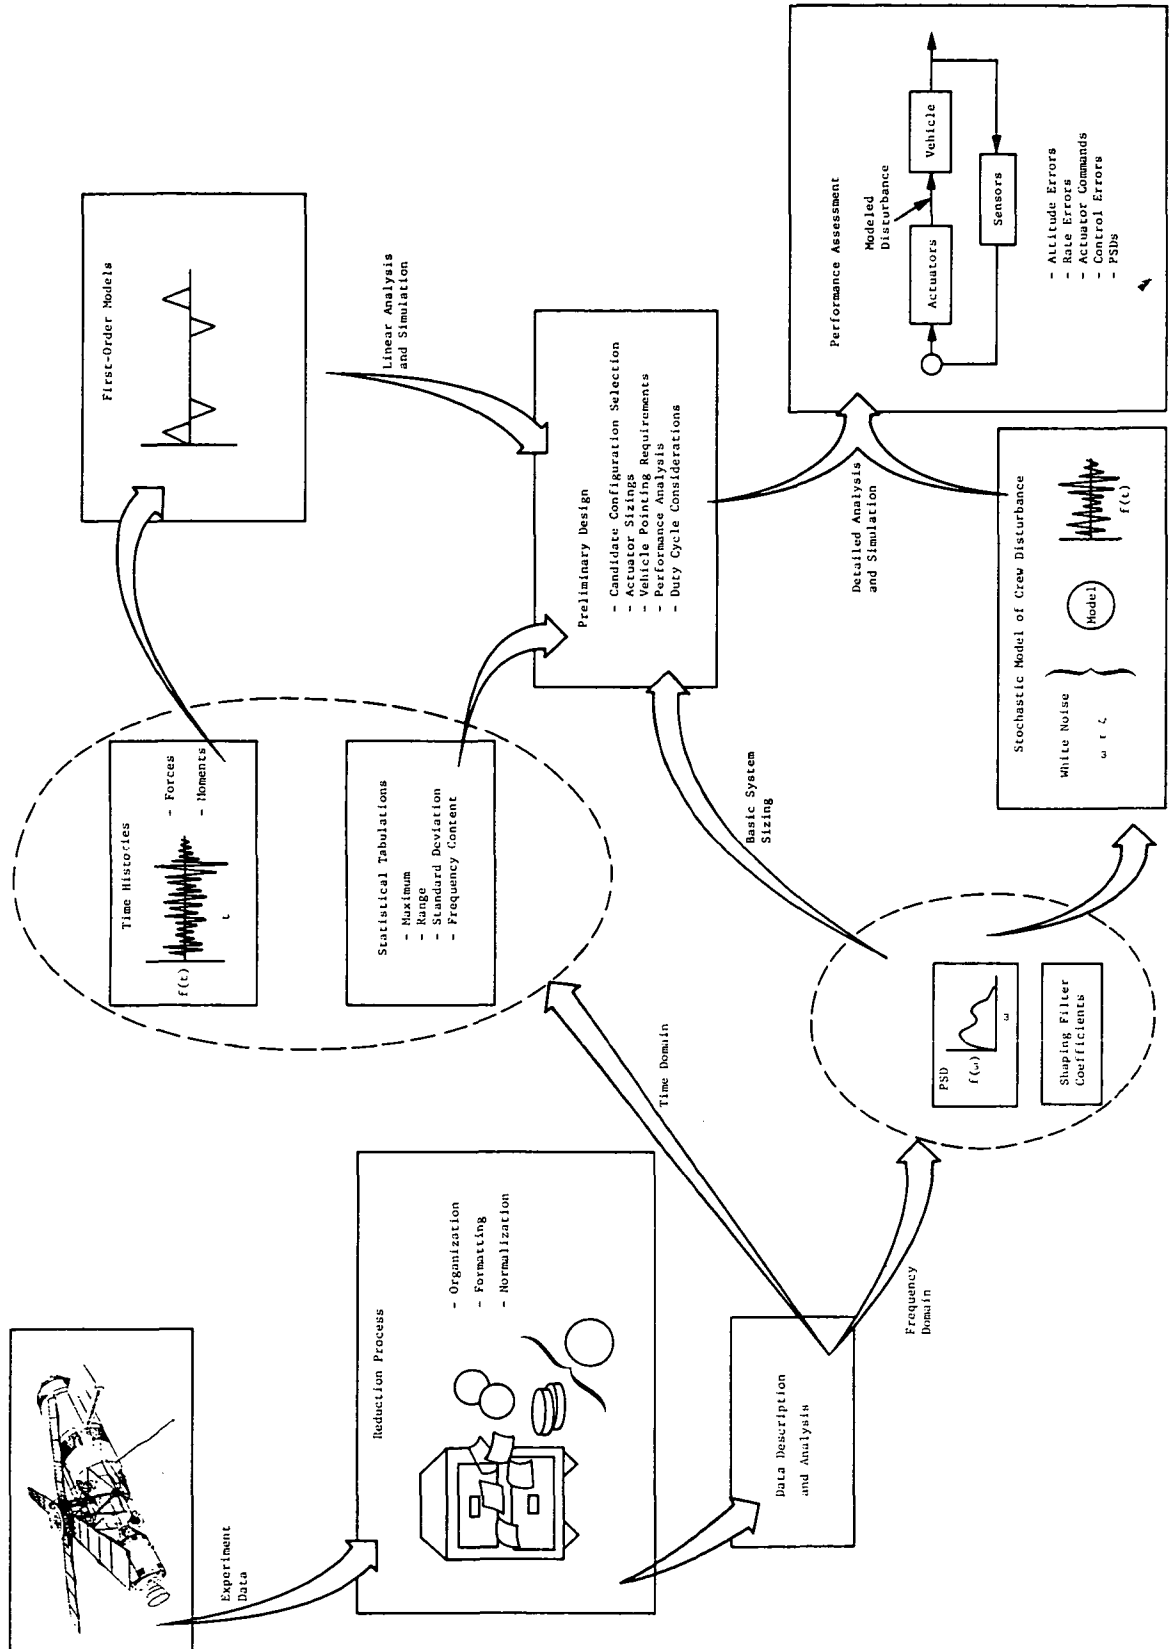 Experiment
Data
Reduction Process
- Organization
- Formatting
- Normalization
Data Description
and Analysis
Time Domain
Frequency
Domain
Time Histories
f(t)
t
- Forces
- Moments
Statistical Tabulations
- Maximum
- Range
- Standard Deviation
- Frequency Content
PSD
f(ω)
ω
Shaping Filter
Coefficients
First-Order Models
Linear Analysis
and Simulation
Basic System
Sizing
Preliminary Design
- Candidate Configuration Selection
- Actuator Sizings
- Vehicle Pointing Requirements
- Performance Analysis
- Duty Cycle Considerations
Detailed Analysis
and Simulation
Stochastic Model of Crew Disturbance
White Noise
Model
f(t)
Performance Assessment
Modeled
Disturbance
Actuators
Vehicle
Sensors
- Attitude Errors
- Rate Errors
- Actuator Commands
- Control Errors
- PSDs